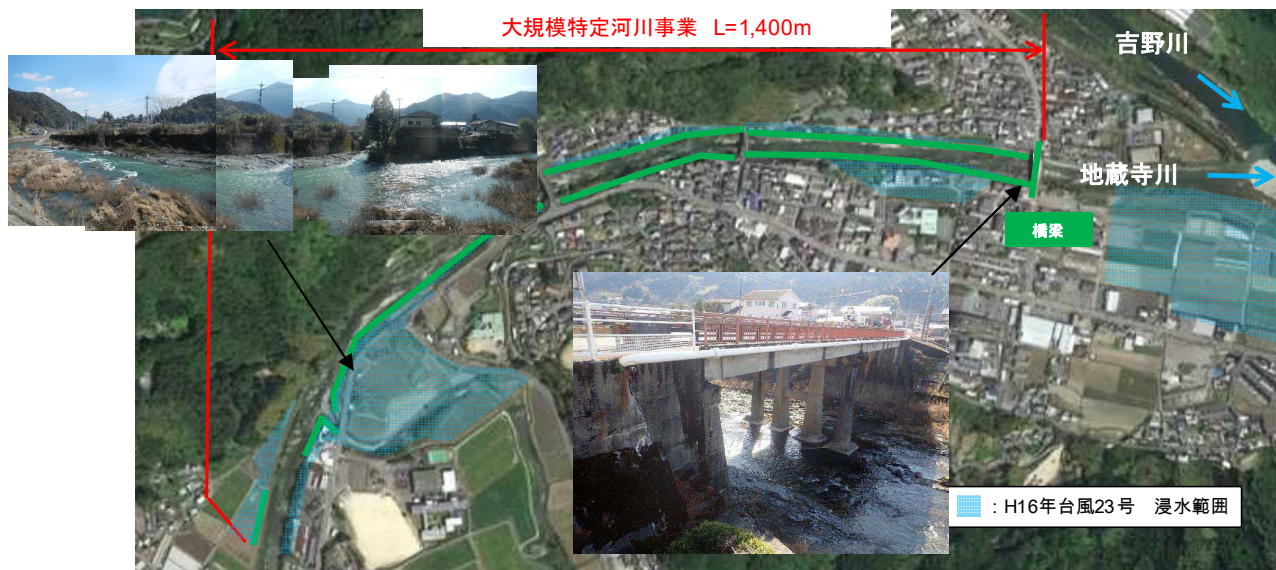 大規模特定河川事業 L=1,400m
吉野川
地蔵寺川
橋梁
：H16年台風23号 浸水範囲